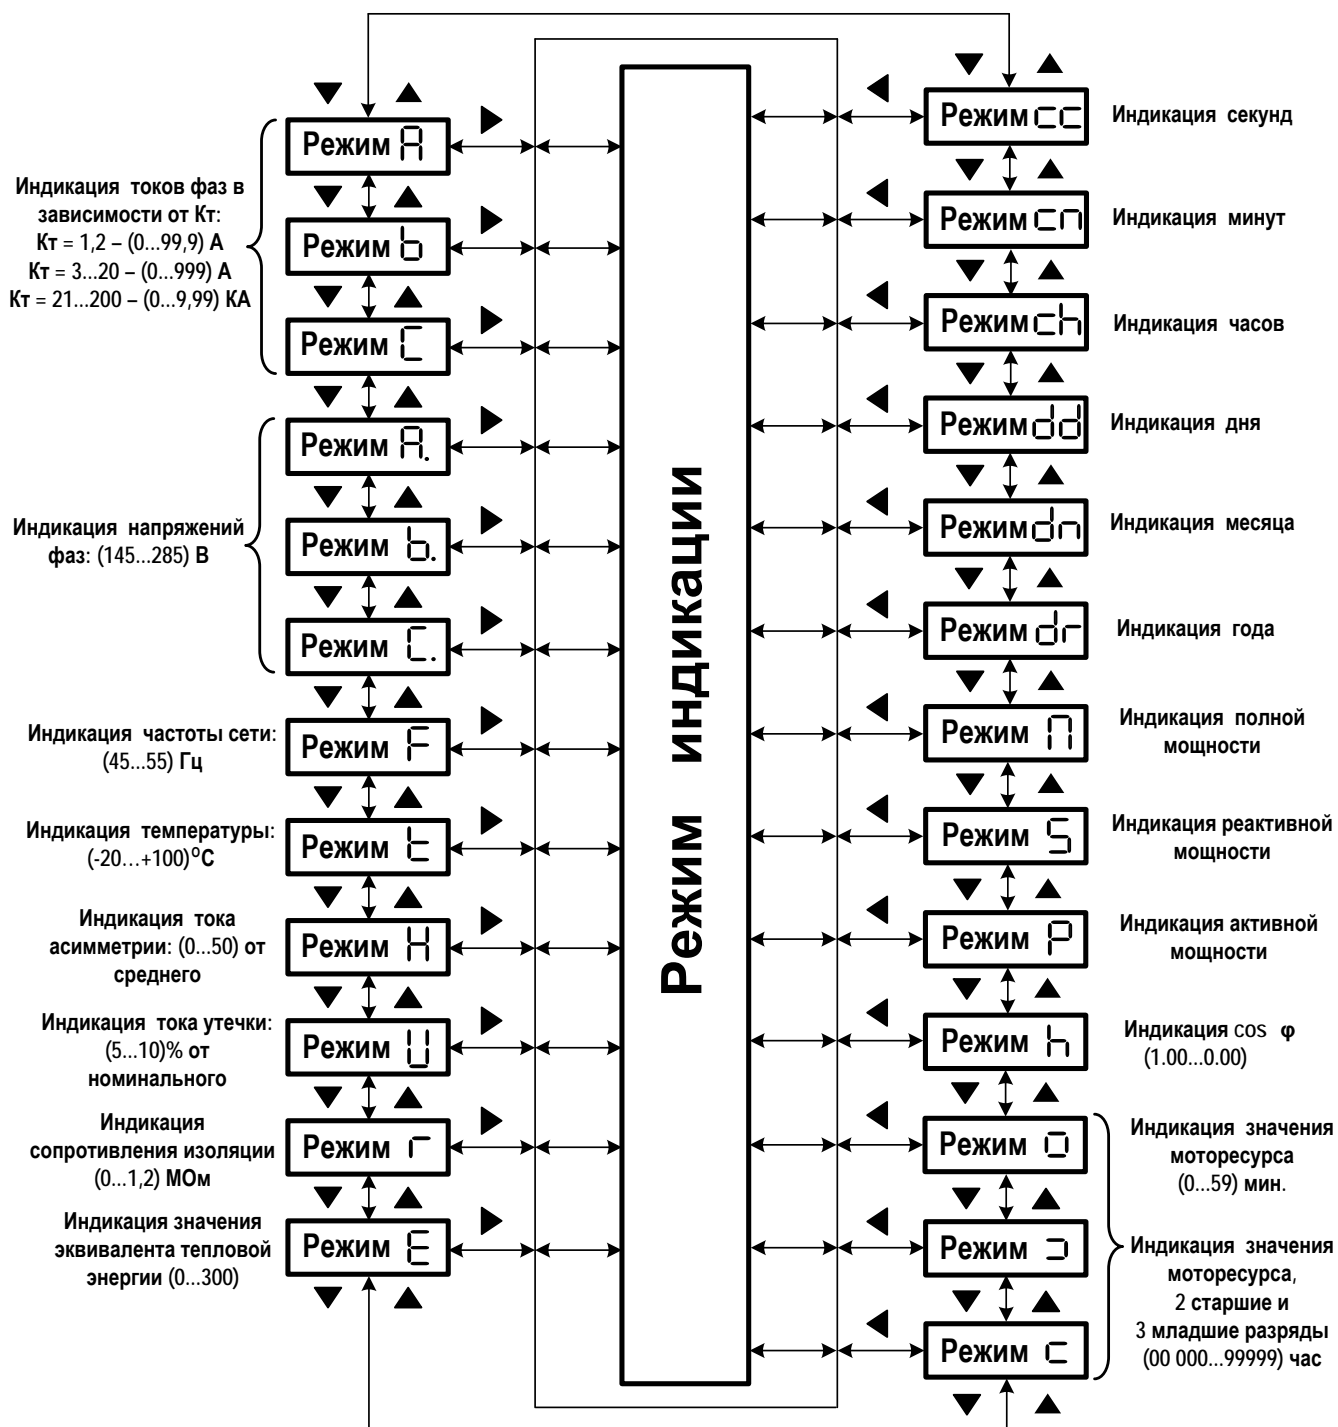 Индикация токов фаз в
зависимости от Кт:
Кт = 1,2 – (0...99,9) А
Кт = 3...20 – (0...999) А
Кт = 21...200 – (0...9,99) КА
Режим A
Режим b
Режим C
Индикация напряжений
фаз: (145...285) В
Режим A.
Режим b.
Режим C.
Индикация частоты сети:
(45...55) Гц
Режим F
Индикация температуры:
(-20...+100)°С
Режим t
Индикация тока
асимметрии: (0...50) от
среднего
Режим H
Индикация тока утечки:
(5...10)% от
номинального
Режим U
Индикация
сопротивления изоляции
(0...1,2) МОм
Режим г
Индикация значения
эквивалента тепловой
энергии (0...300)
Режим E
Режим индикации
Режим cc
Индикация секунд
Режим cn
Индикация минут
Режим ch
Индикация часов
Режим dd
Индикация дня
Режим dn
Индикация месяца
Режим dr
Индикация года
Режим П
Индикация полной
мощности
Режим S
Индикация реактивной
мощности
Режим P
Индикация активной
мощности
Режим h
Индикация cos φ
(1.00...0.00)
Режим o
Индикация значения
моторесурса
(0...59) мин.
Режим ɔ
Режим c
Индикация значения
моторесурса,
2 старшие и
3 младшие разряды
(00 000...99999) час